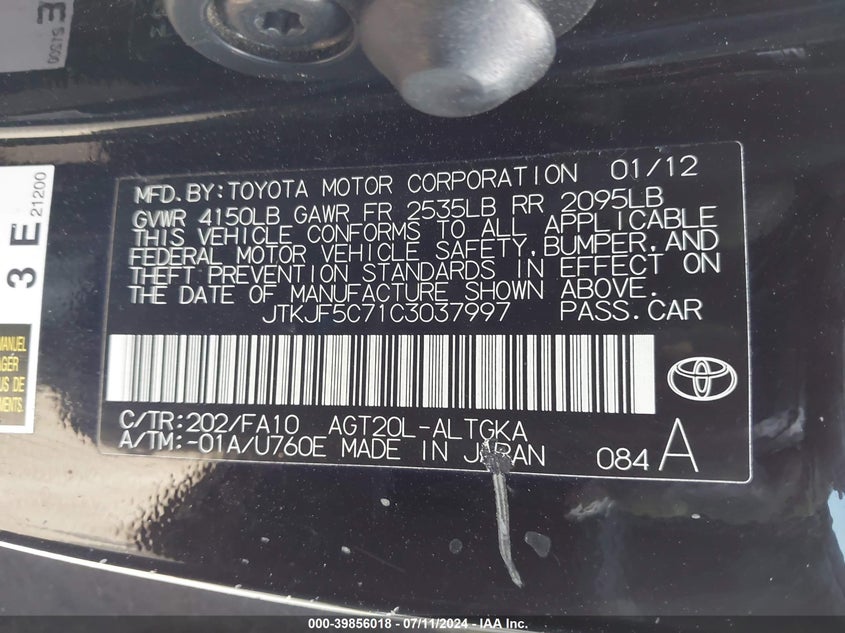 E
51300
3 E
21200
MANUEL
MFD.BY:TOYOTA MOTOR CORPORATION 01/12
GVWR 4150LB GAWR FR 2535LB RR 2095LB
THIS VEHICLE CONFORMS TO ALL APPLICABLE
FEDERAL MOTOR VEHICLE SAFETY,BUMPER,AND
THEFT PREVENTION STANDARDS IN EFFECT ON
THE DATE OF MANUFACTURE SHOWN ABOVE.
JTKJF5C71C3037997 PASS.CAR
C/TR:202/FA10 AGT20L-ALTGKA
A/TM:-01A/U760E MADE IN JAPAN 084 A
000-39856018 - 07/11/2024 - IAA Inc.